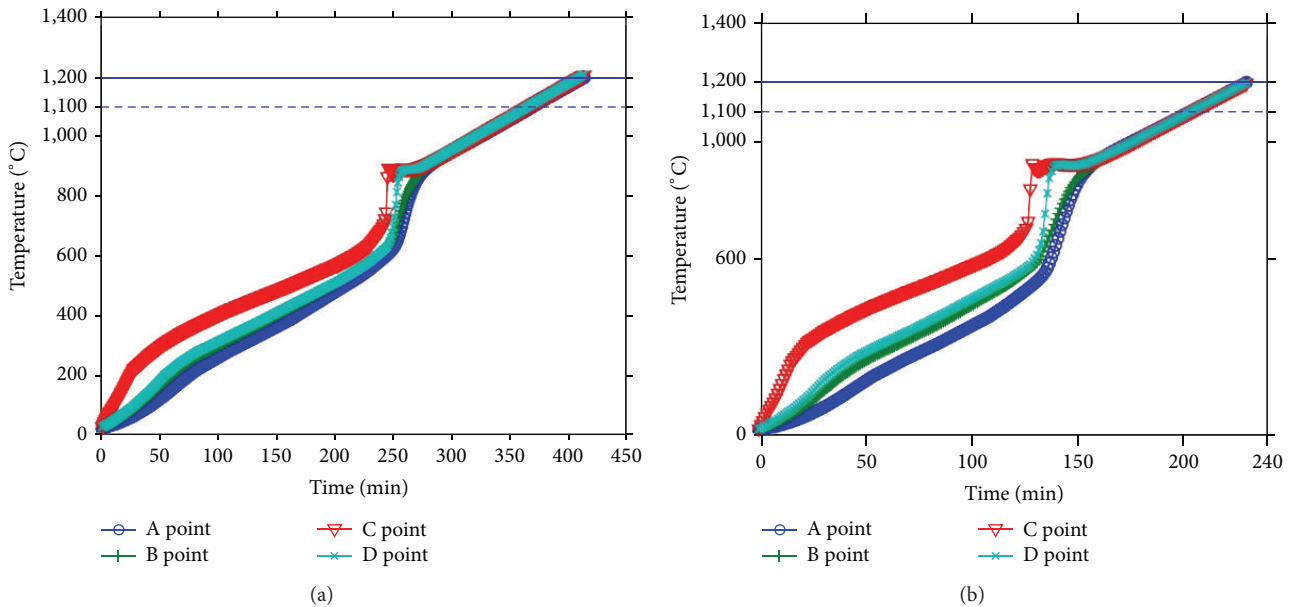 1,400
1,200
1,100
1,000
800
600
400
200
0
Temperature (°C)
0 50 100 150 200 250 300 350 400 450
Time (min)
A point
B point
C point
D point
(a)
1,400
1,200
1,100
1,000
600
0
Temperature (°C)
0 50 100 150 200 240
Time (min)
A point
B point
C point
D point
(b)